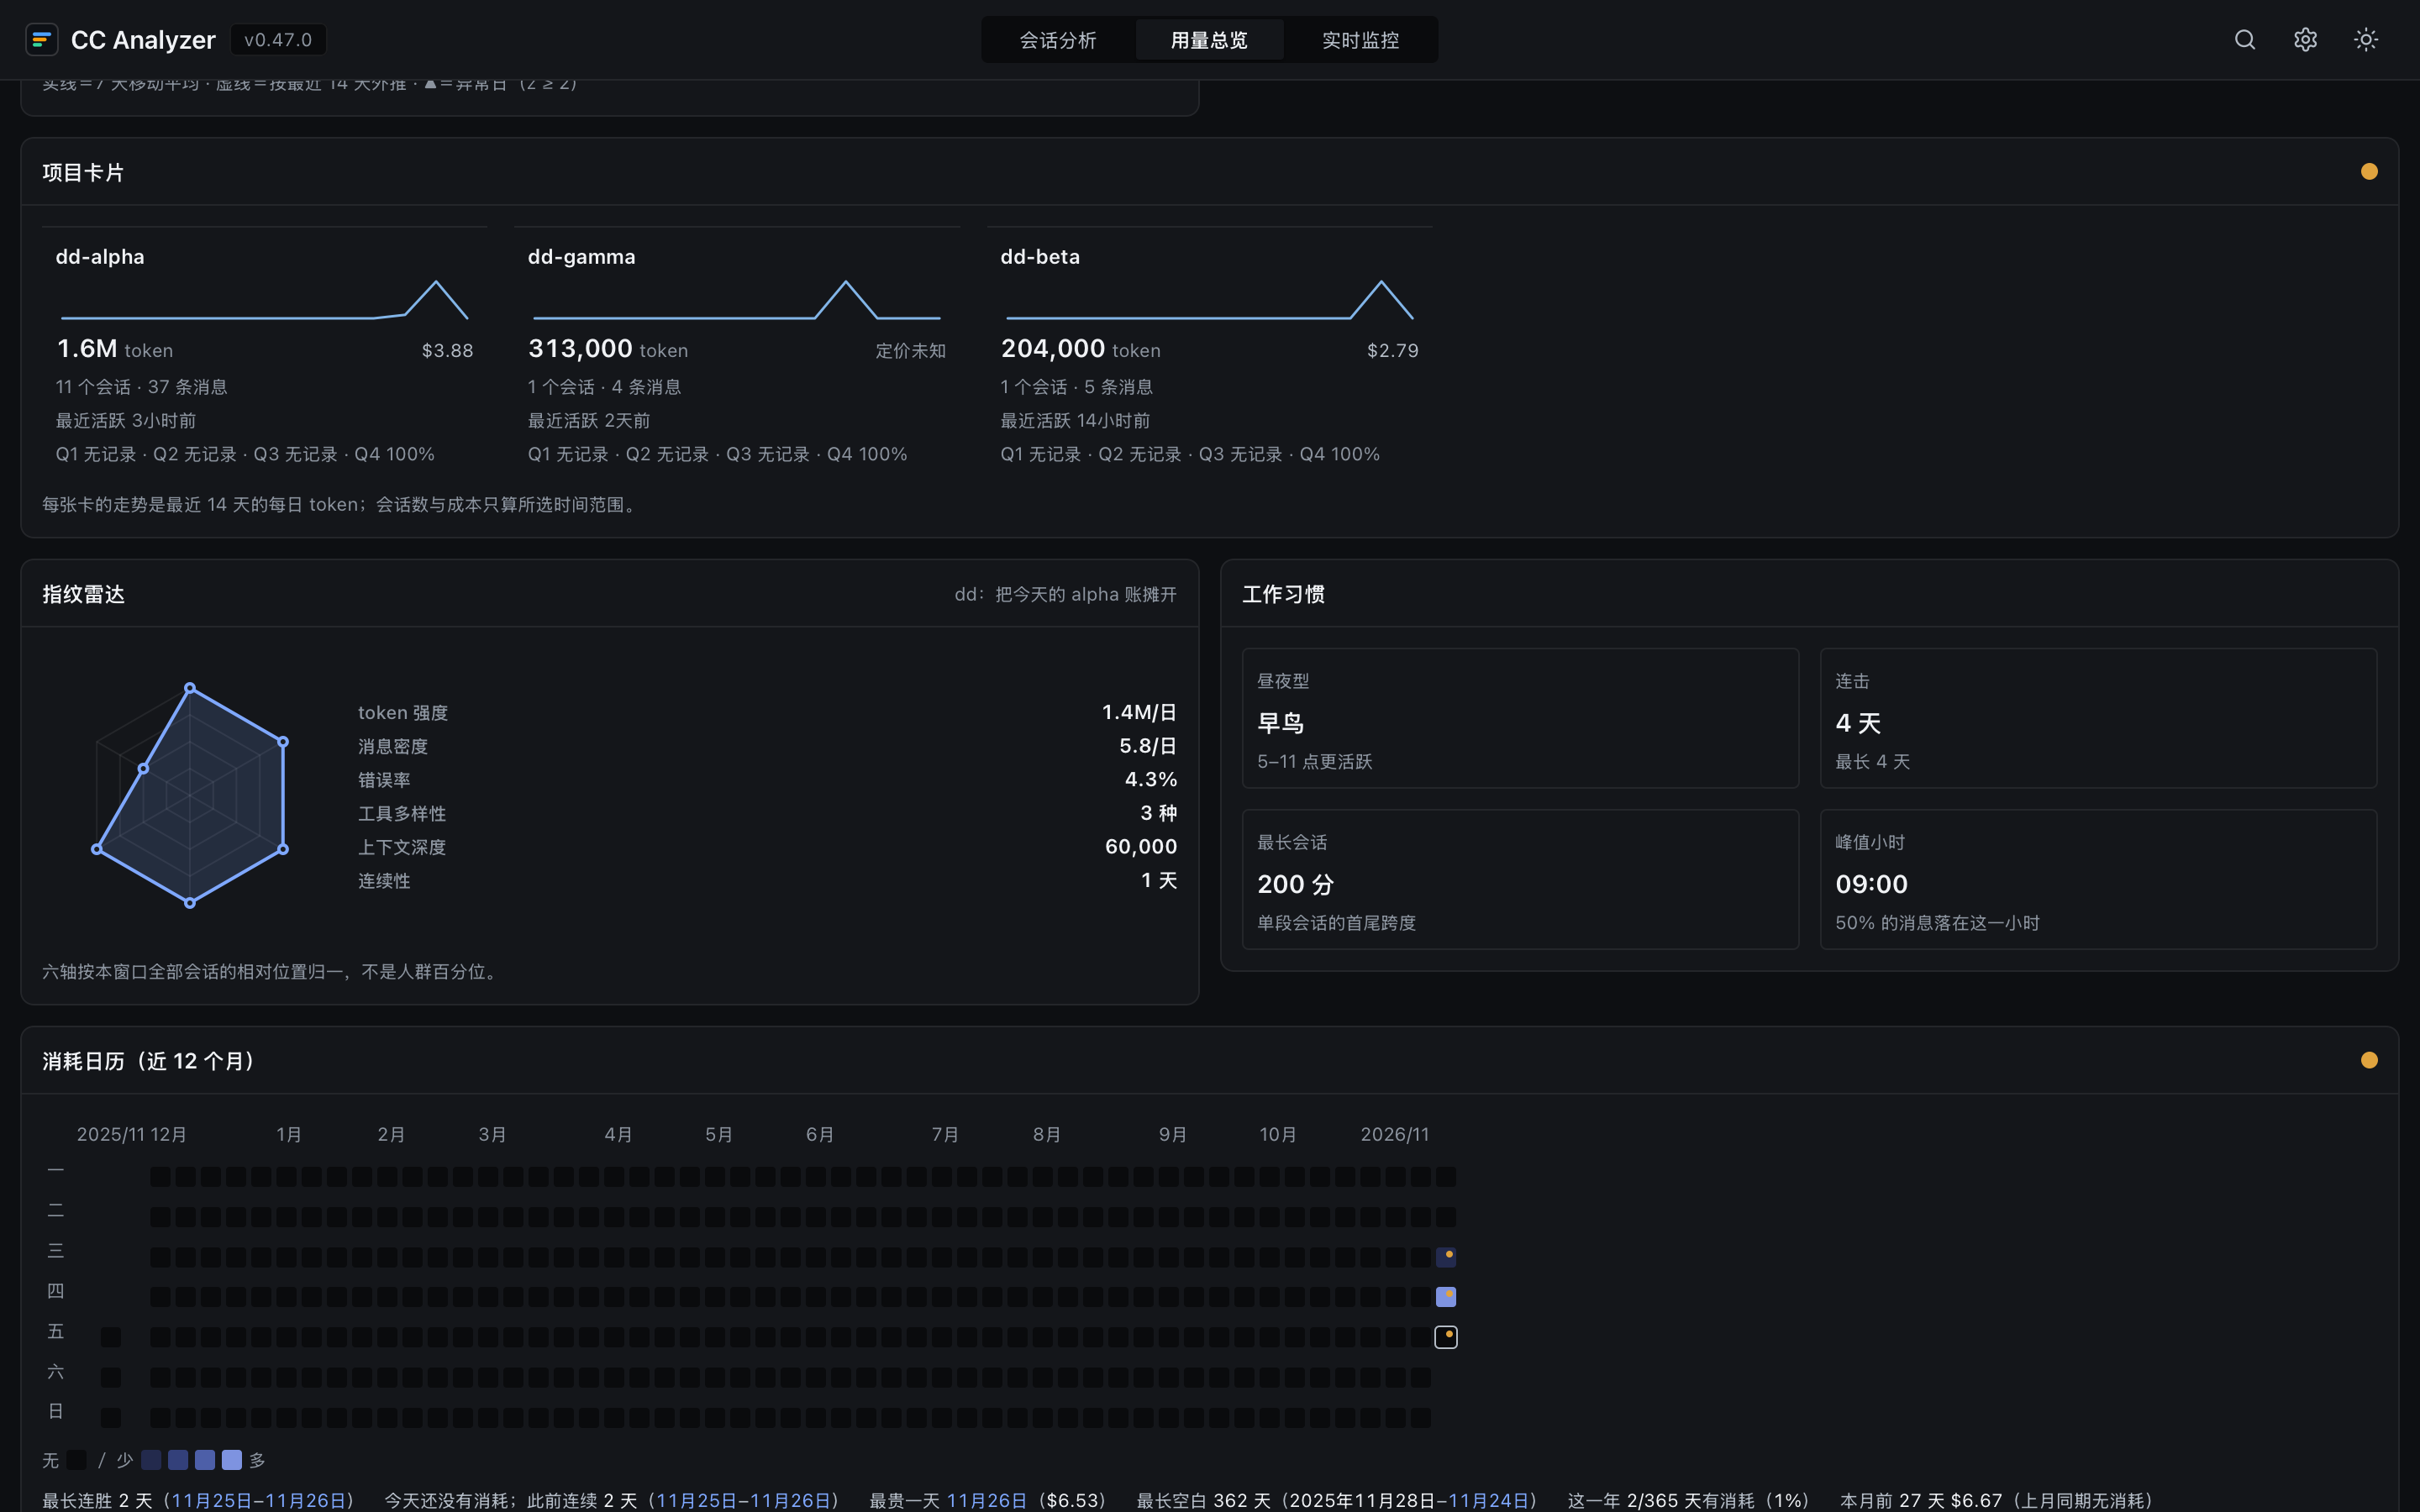 CC Analyzer v0.47.0 会话分析 用量总览 实时监控
实线=7 天移动平均 · 虚线=按最近 14 天外推 · ▲=异常日（z ≥ 2）
项目卡片
dd-alpha
1.6M token $3.88
11 个会话 · 37 条消息
最近活跃 3小时前
Q1 无记录 · Q2 无记录 · Q3 无记录 · Q4 100%
dd-gamma
313,000 token 定价未知
1 个会话 · 4 条消息
最近活跃 2天前
Q1 无记录 · Q2 无记录 · Q3 无记录 · Q4 100%
dd-beta
204,000 token $2.79
1 个会话 · 5 条消息
最近活跃 14小时前
Q1 无记录 · Q2 无记录 · Q3 无记录 · Q4 100%
每张卡的走势是最近 14 天的每日 token；会话数与成本只算所选时间范围。
指纹雷达 dd：把今天的 alpha 账摊开
token 强度 1.4M/日
消息密度 5.8/日
错误率 4.3%
工具多样性 3 种
上下文深度 60,000
连续性 1 天
六轴按本窗口全部会话的相对位置归一，不是人群百分位。
工作习惯
昼夜型
早鸟
5–11 点更活跃
连击
4 天
最长 4 天
最长会话
200 分
单段会话的首尾跨度
峰值小时
09:00
50% 的消息落在这一小时
消耗日历（近 12 个月）
2025/11 12月 1月 2月 3月 4月 5月 6月 7月 8月 9月 10月 2026/11
一
二
三
四
五
六
日
无 / 少 多
最长连胜 2 天（11月25日–11月26日） 今天还没有消耗；此前连续 2 天（11月25日–11月26日） 最贵一天 11月26日（$6.53） 最长空白 362 天（2025年11月28日–11月24日） 这一年 2/365 天有消耗（1%） 本月前 27 天 $6.67（上月同期无消耗）